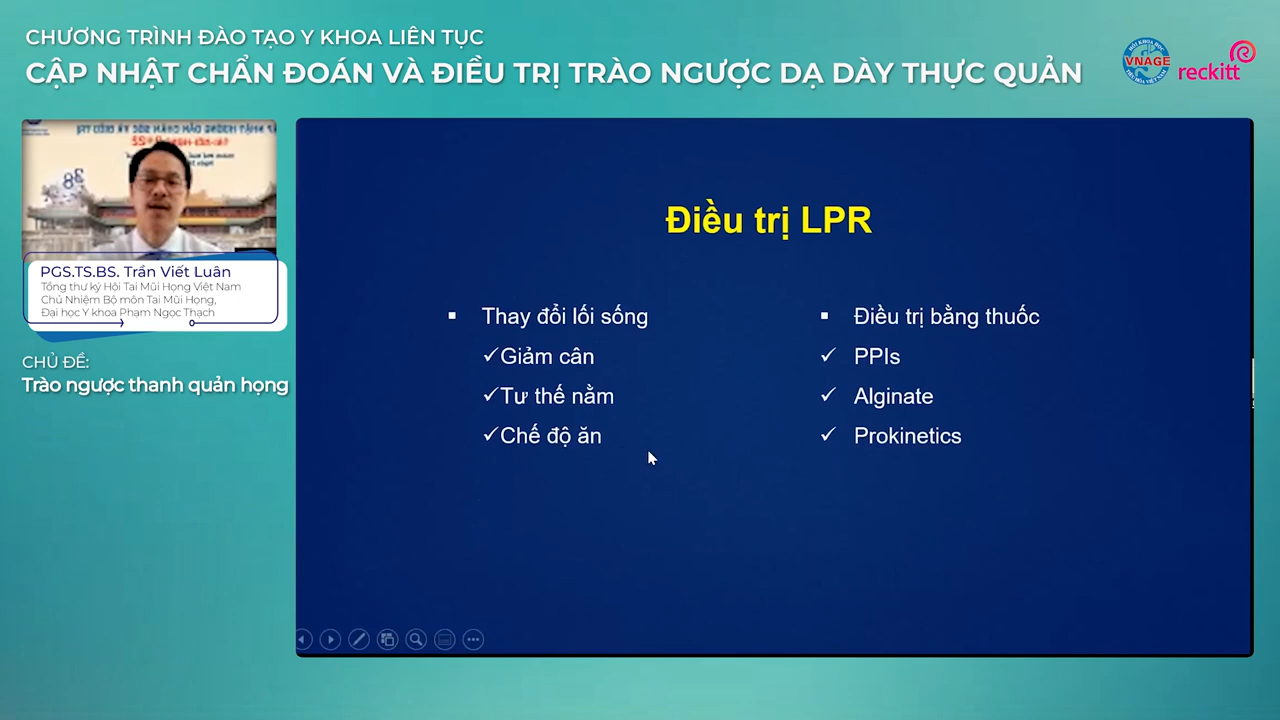 CHƯƠNG TRÌNH ĐÀO TẠO Y KHOA LIÊN TỤC
CẬP NHẬT CHẨN ĐOÁN VÀ ĐIỀU TRỊ TRÀO NGƯỢC DẠ DÀY THỰC QUẢN
VNAGE
reckitt
38
PGS.TS.BS. Trần Viết Luân
Tổng thư ký Hội Tai Mũi Họng Việt Nam
Chủ Nhiệm Bộ môn Tai Mũi Họng,
Đại học Y khoa Phạm Ngọc Thạch
CHỦ ĐỀ:
Trào ngược thanh quản họng
Điều trị LPR
▪ Thay đổi lối sống
✓Giảm cân
✓Tư thế nằm
✓Chế độ ăn
▪ Điều trị bằng thuốc
✓ PPIs
✓ Alginate
✓ Prokinetics